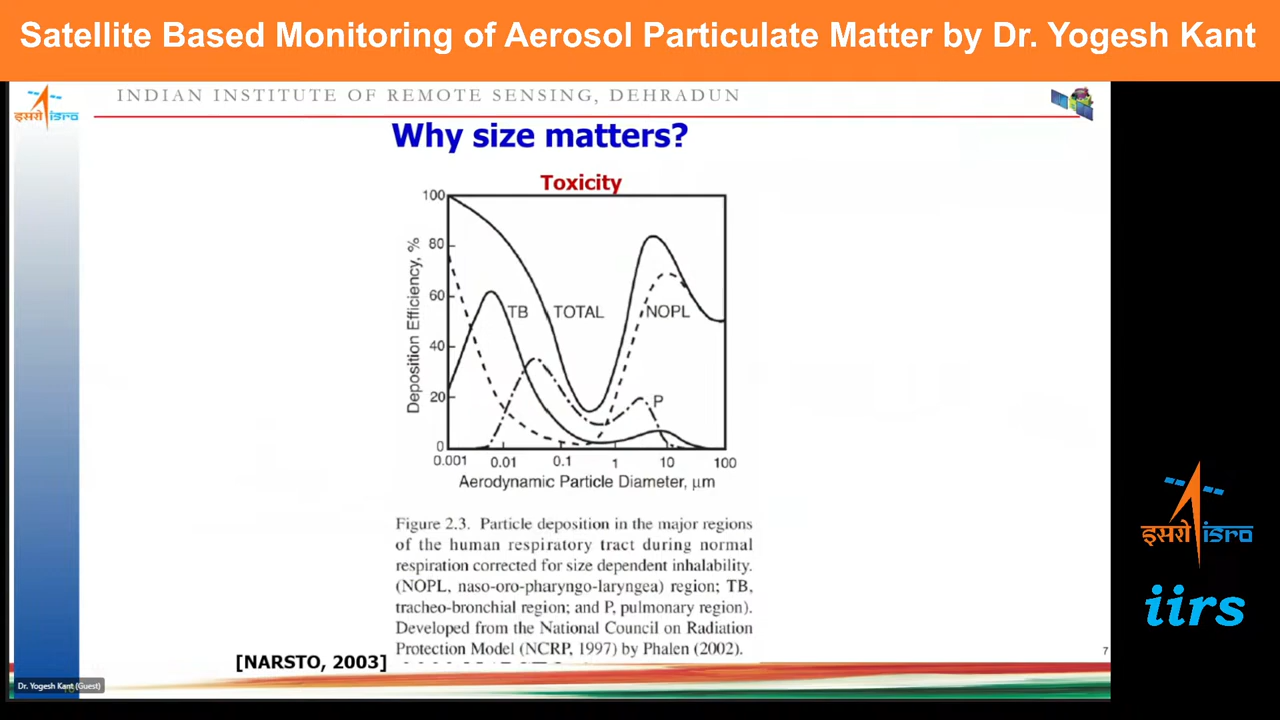 Satellite Based Monitoring of Aerosol Particulate Matter by Dr. Yogesh Kant
इसरो isro
INDIAN INSTITUTE OF REMOTE SENSING, DEHRADUN
Why size matters?
Toxicity
100
80
60
40
20
0
Deposition Efficiency, %
TB
TOTAL
NOPL
P
0.001 0.01 0.1 1 10 100
Aerodynamic Particle Diameter, μm
Figure 2.3. Particle deposition in the major regions
of the human respiratory tract during normal
respiration corrected for size dependent inhalability.
(NOPL, naso-oro-pharyngo-laryngea) region; TB,
tracheo-bronchial region; and P, pulmonary region).
Developed from the National Council on Radiation
Protection Model (NCRP, 1997) by Phalen (2002).
[NARSTO, 2003]
7
Dr. Yogesh Kant (Guest)
इसरो isro
iirs